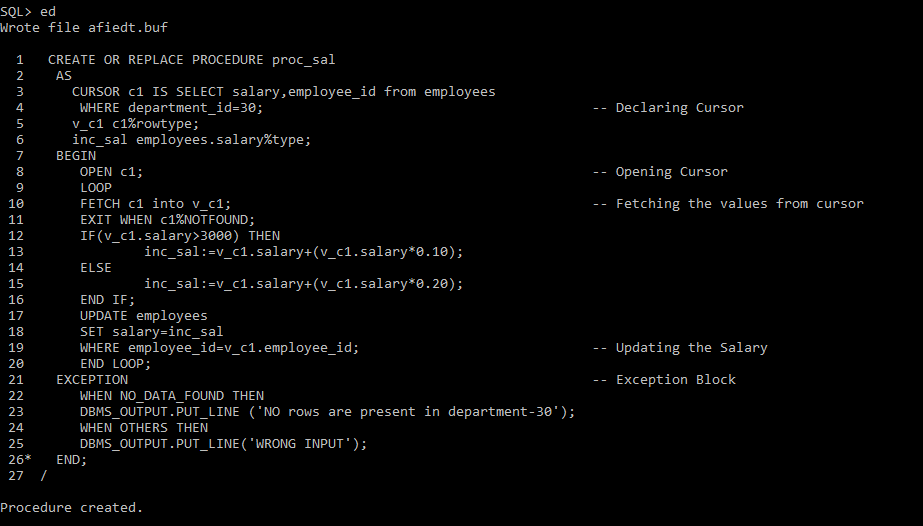 SQL> ed
Wrote file afiedt.buf
1 CREATE OR REPLACE PROCEDURE proc_sal
2 AS
3 CURSOR c1 IS SELECT salary,employee_id from employees
4 WHERE department_id=30; -- Declaring Cursor
5 v_c1 c1%rowtype;
6 inc_sal employees.salary%type;
7 BEGIN
8 OPEN c1; -- Opening Cursor
9 LOOP
10 FETCH c1 into v_c1; -- Fetching the values from cursor
11 EXIT WHEN c1%NOTFOUND;
12 IF(v_c1.salary>3000) THEN
13 inc_sal:=v_c1.salary+(v_c1.salary*0.10);
14 ELSE
15 inc_sal:=v_c1.salary+(v_c1.salary*0.20);
16 END IF;
17 UPDATE employees
18 SET salary=inc_sal
19 WHERE employee_id=v_c1.employee_id; -- Updating the Salary
20 END LOOP;
21 EXCEPTION -- Exception Block
22 WHEN NO_DATA_FOUND THEN
23 DBMS_OUTPUT.PUT_LINE ('NO rows are present in department-30');
24 WHEN OTHERS THEN
25 DBMS_OUTPUT.PUT_LINE('WRONG INPUT');
26* END;
27 /
Procedure created.